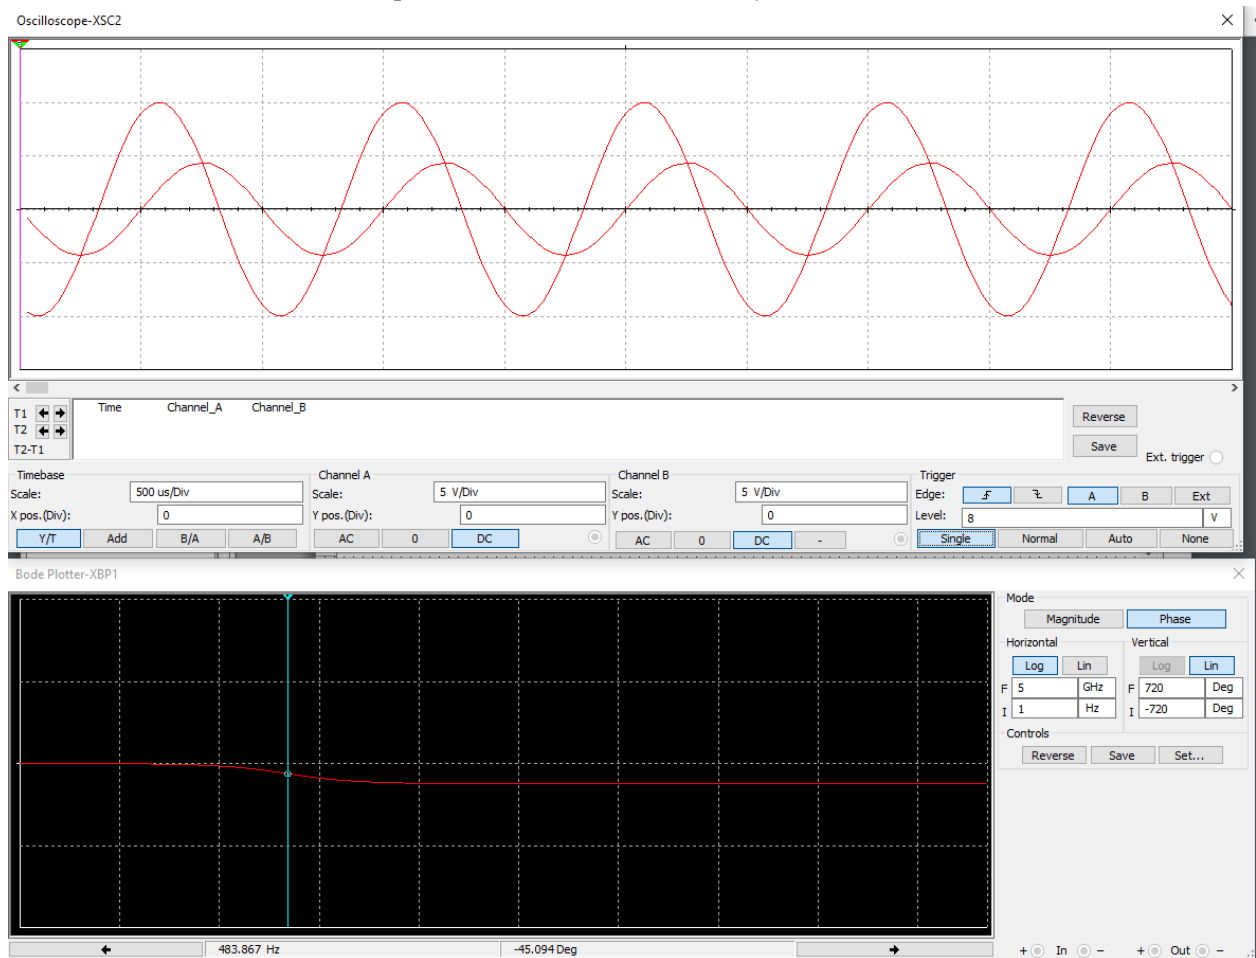 Oscilloscope-XSC2
T1
T2
T2-T1
Time Channel_A Channel_B
Reverse
Save
Ext. trigger
Timebase
Scale: 500 us/Div
X pos.(Div): 0
Y/T Add B/A A/B
Channel A
Scale: 5 V/Div
Y pos.(Div): 0
AC 0 DC
Channel B
Scale: 5 V/Div
Y pos.(Div): 0
AC 0 DC -
Trigger
Edge: A B Ext
Level: 8 V
Single Normal Auto None
Bode Plotter-XBP1
Mode
Magnitude Phase
Horizontal Vertical
Log Lin Log Lin
F 5 GHz F 720 Deg
I 1 Hz I -720 Deg
Controls
Reverse Save Set...
483.867 Hz -45.094 Deg
+ In - + Out -